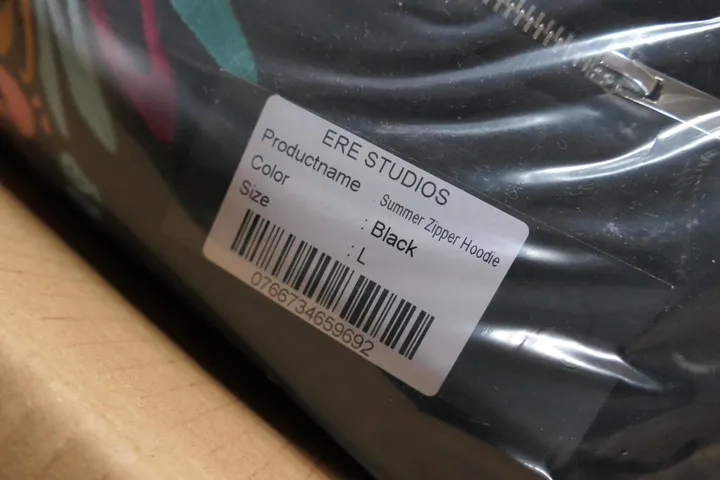 ERE STUDIOS
Productname : Summer Zipper Hoodie
Color : Black
Size : L
0766734659692